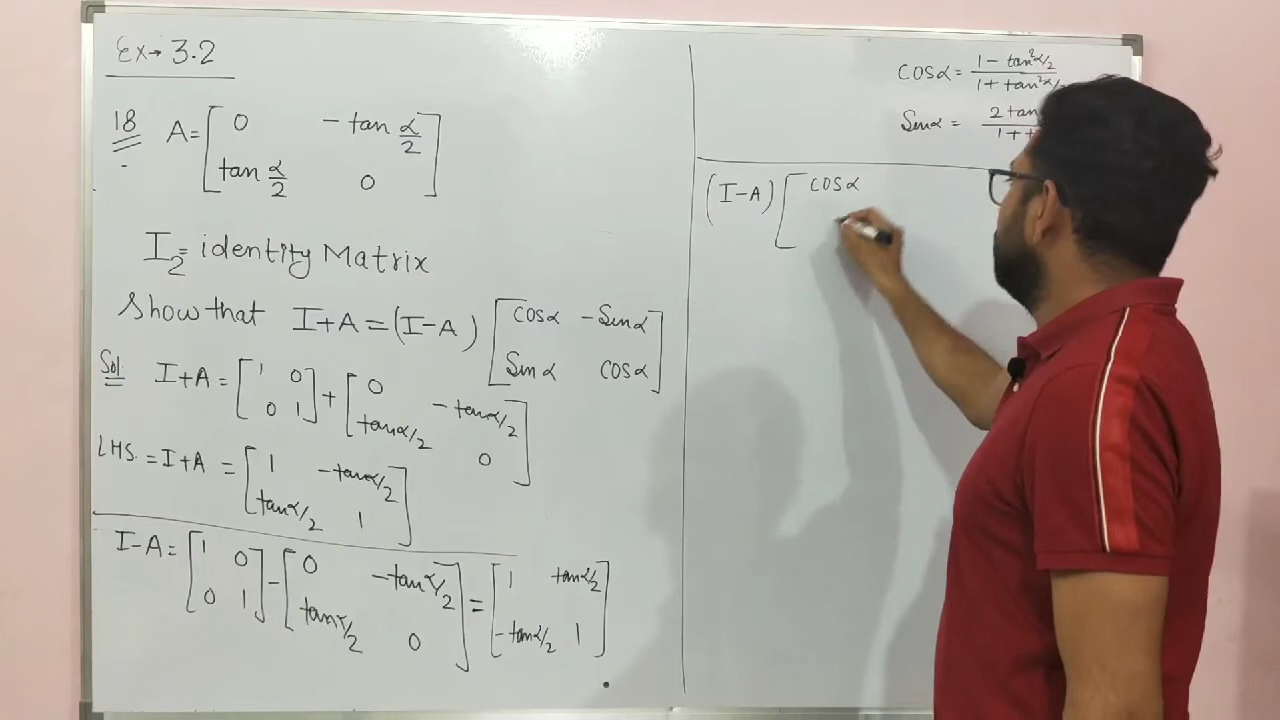 Ex→ 3.2
18 A= [ 0 - tan α/2
tan α/2 0 ]
I2 = identity Matrix
Show that I+A = (I-A) [ cosα - Sinα
Sinα cosα ]
Sol. I+A = [ 1 0
0 1 ] + [ 0 - tanα/2
tanα/2 0 ]
LHS. = I+A = [ 1 -tanα/2
tanα/2 1 ]
I-A = [ 1 0
0 1 ] - [ 0 -tanα/2
tanα/2 0 ] = [ 1 tanα/2
-tanα/2 1 ]
cosα = 1 - tan²α/2
1 + tan²α/
Sinα = 2 tan
1+
(I-A) [ cosα